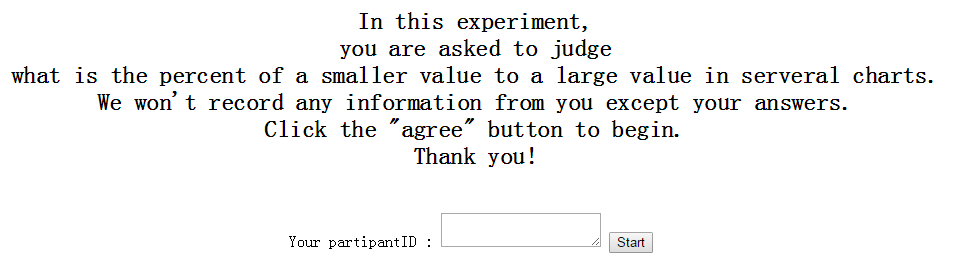 In this experiment,
you are asked to judge
what is the percent of a smaller value to a large value in serveral charts.
We won't record any information from you except your answers.
Click the "agree" button to begin.
Thank you!
Your partipantID : Start